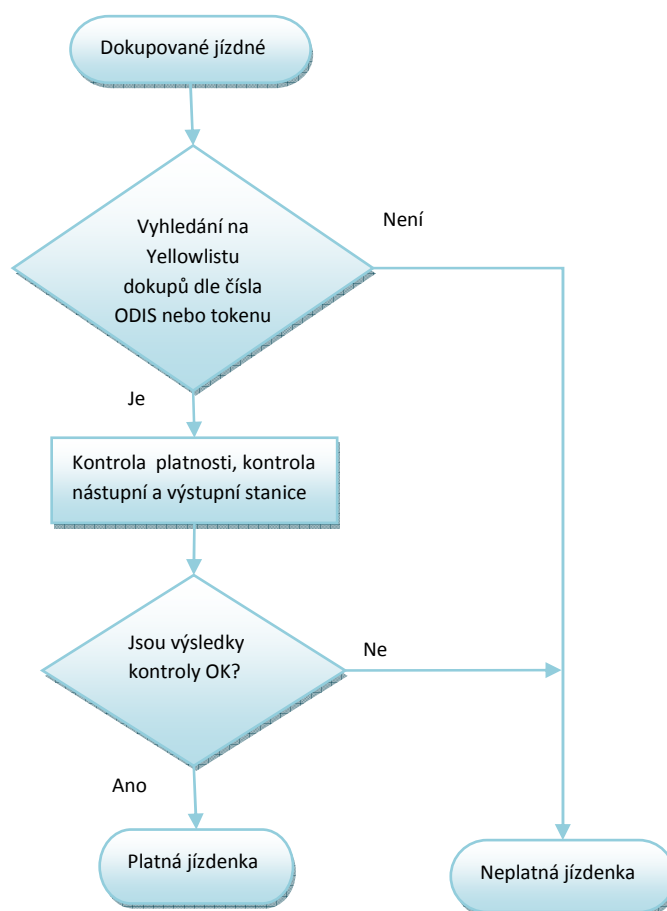 Dokupované jízdné
Vyhledání na
Yellowlistu
dokupů dle čísla
ODIS nebo tokenu
Není
Je
Kontrola platnosti, kontrola
nástupní a výstupní stanice
Jsou výsledky
kontroly OK?
Ne
Ano
Platná jízdenka
Neplatná jízdenka